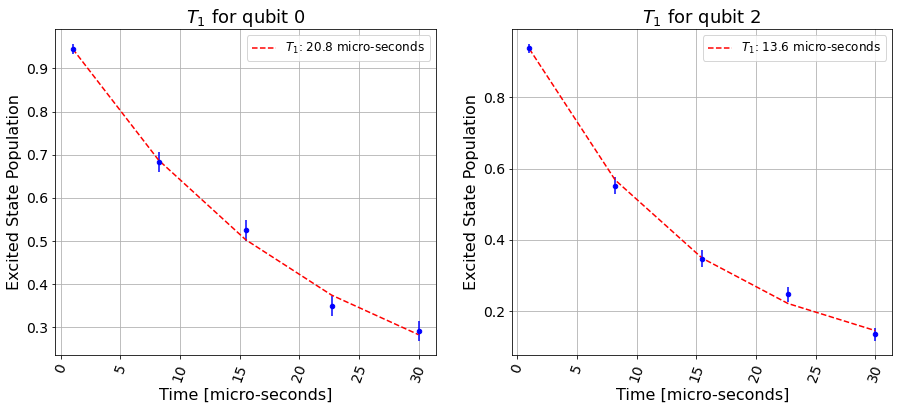 T₁ for qubit 0
T₁: 20.8 micro-seconds
Excited State Population
0.9
0.8
0.7
0.6
0.5
0.4
0.3
0 5 10 15 20 25 30
Time [micro-seconds]
T₁ for qubit 2
T₁: 13.6 micro-seconds
Excited State Population
0.8
0.6
0.4
0.2
0 5 10 15 20 25 30
Time [micro-seconds]